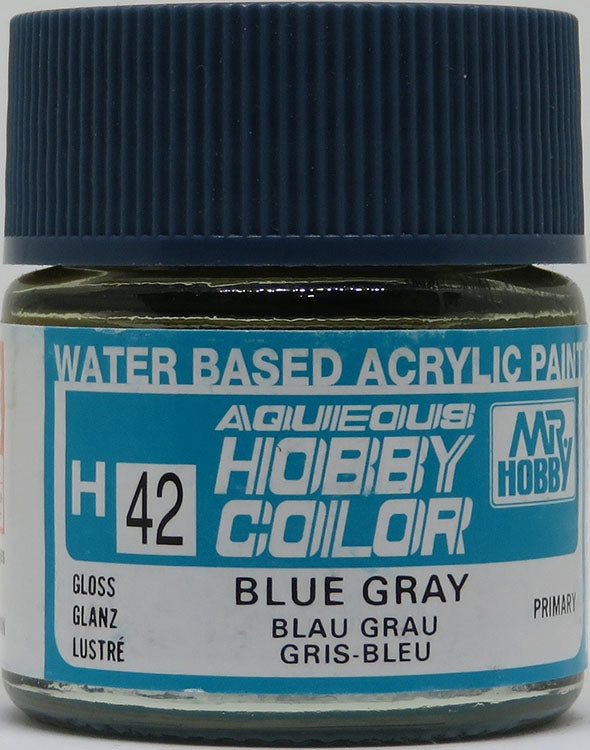 WATER BASED ACRYLIC PAINT
AQUEOUS
HOBBY
COLOR
MR
HOBBY
H 42
GLOSS
GLANZ
LUSTRÉ
BLUE GRAY
BLAU GRAU
GRIS-BLEU
PRIMARY